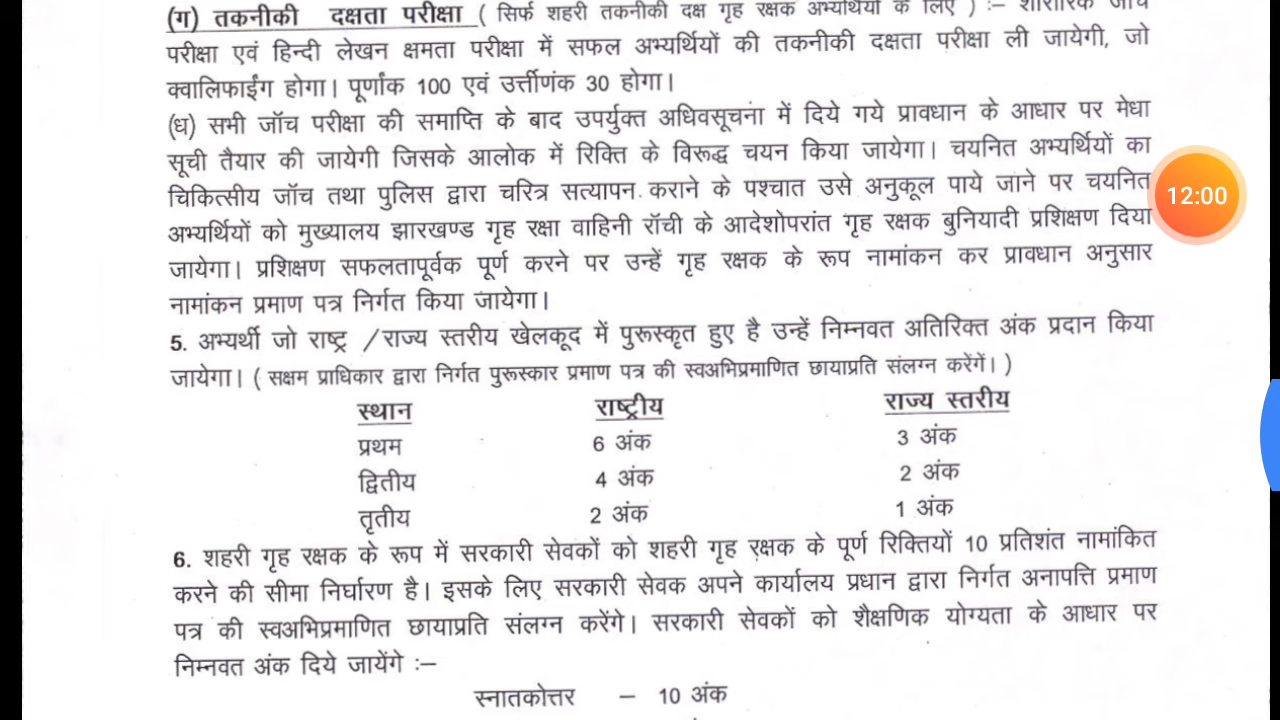 (ग) तकनीकी दक्षता परीक्षा ( सिर्फ शहरी तकनीकी दक्ष गृह रक्षक अभ्यर्थियों के लिए ) :– शारीरिक जाँच
परीक्षा एवं हिन्दी लेखन क्षमता परीक्षा में सफल अभ्यर्थियों की तकनीकी दक्षता परीक्षा ली जायेगी, जो
क्वालिफाईंग होगा। पूर्णांक 100 एवं उर्त्तीणंक 30 होगा।
(ध) सभी जॉच परीक्षा की समाप्ति के बाद उपर्युक्त अधिवसूचना में दिये गये प्रावधान के आधार पर मेधा
सूची तैयार की जायेगी जिसके आलोक में रिक्ति के विरूद्ध चयन किया जायेगा। चयनित अभ्यर्थियों का
चिकित्सीय जॉच तथा पुलिस द्वारा चरित्र सत्यापन कराने के पश्चात उसे अनुकूल पाये जाने पर चयनित
12:00
अभ्यर्थियों को मुख्यालय झारखण्ड गृह रक्षा वाहिनी रॉची के आदेशोपरांत गृह रक्षक बुनियादी प्रशिक्षण दिया
जायेगा। प्रशिक्षण सफलतापूर्वक पूर्ण करने पर उन्हें गृह रक्षक के रूप नामांकन कर प्रावधान अनुसार
नामांकन प्रमाण पत्र निर्गत किया जायेगा।
5. अभ्यर्थी जो राष्ट्र /राज्य स्तरीय खेलकूद में पुरूस्कृत हुए है उन्हें निम्नवत अतिरिक्त अंक प्रदान किया
जायेगा। ( सक्षम प्राधिकार द्वारा निर्गत पुरूस्कार प्रमाण पत्र की स्वअभिप्रमाणित छायाप्रति संलग्न करेंगें। )
स्थान राष्ट्रीय राज्य स्तरीय
प्रथम 6 अंक 3 अंक
द्वितीय 4 अंक 2 अंक
तृतीय 2 अंक 1 अंक
6. शहरी गृह रक्षक के रूप में सरकारी सेवकों को शहरी गृह रक्षक के पूर्ण रिक्तियों 10 प्रतिशंत नामांकित
करने की सीमा निर्घारण है। इसके लिए सरकारी सेवक अपने कार्यालय प्रधान द्वारा निर्गत अनापत्ति प्रमाण
पत्र की स्वअभिप्रमाणित छायाप्रति संलग्न करेंगे। सरकारी सेवकों को शैक्षणिक योग्यता के आधार पर
निम्नवत अंक दिये जायेंगे :–
स्नातकोत्तर – 10 अंक